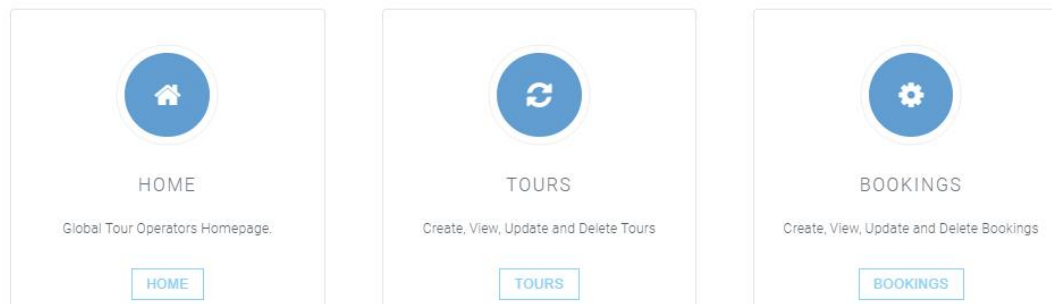 HOME
Global Tour Operators Homepage.
HOME
TOURS
Create, View, Update and Delete Tours
TOURS
BOOKINGS
Create, View, Update and Delete Bookings
BOOKINGS